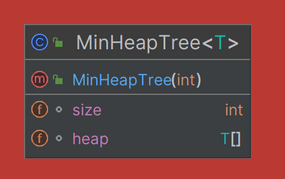 C MinHeapTree<T>
m MinHeapTree(int)
f size int
f heap T[]